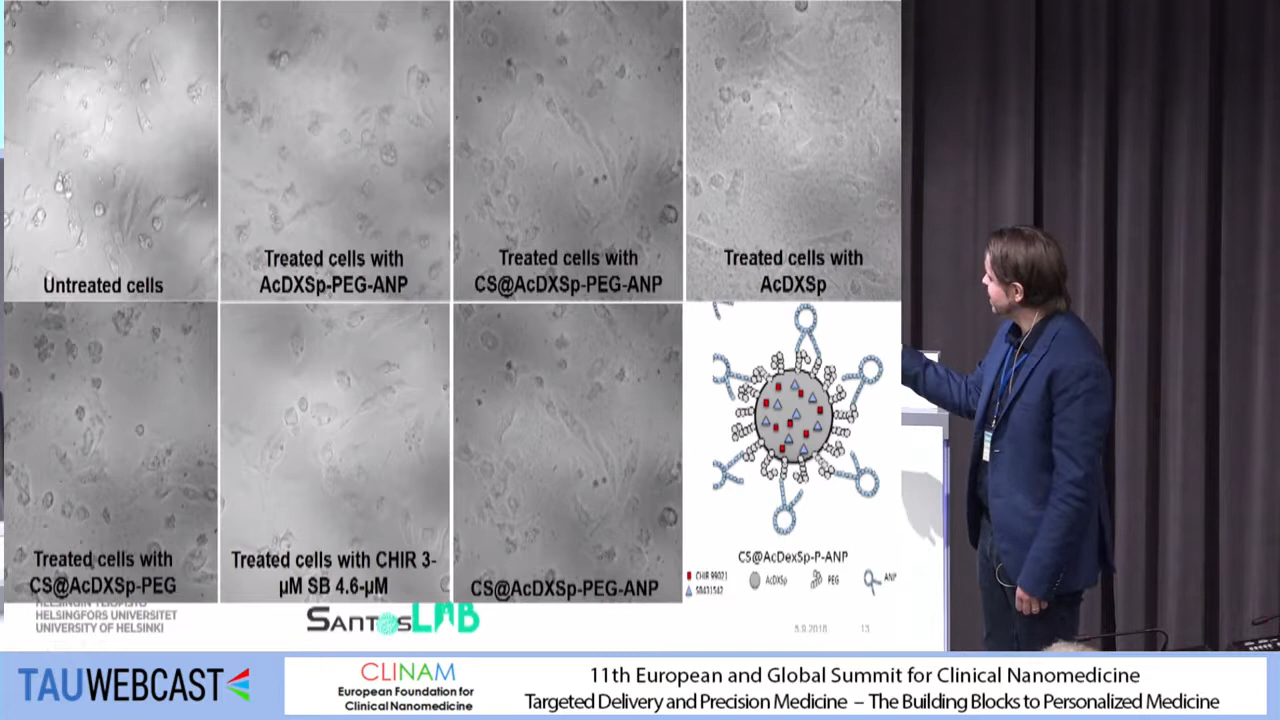 Untreated cells
Treated cells with
AcDXSp-PEG-ANP
Treated cells with
CS@AcDXSp-PEG-ANP
Treated cells with
AcDXSp
Treated cells with
CS@AcDXSp-PEG
Treated cells with CHIR 3-
µM SB 4.6-µM
CS@AcDXSp-PEG-ANP
CS@AcDexSp-P-ANP
CHIR 99021
SB431542
AcDXSp
PEG
ANP
HELSINGIN YLIOPISTO
HELSINGFORS UNIVERSITET
UNIVERSITY OF HELSINKI
SANTOSLAB
5.9.2018
13
TAUWEBCAST
CLINAM
European Foundation for
Clinical Nanomedicine
11th European and Global Summit for Clinical Nanomedicine
Targeted Delivery and Precision Medicine – The Building Blocks to Personalized Medicine